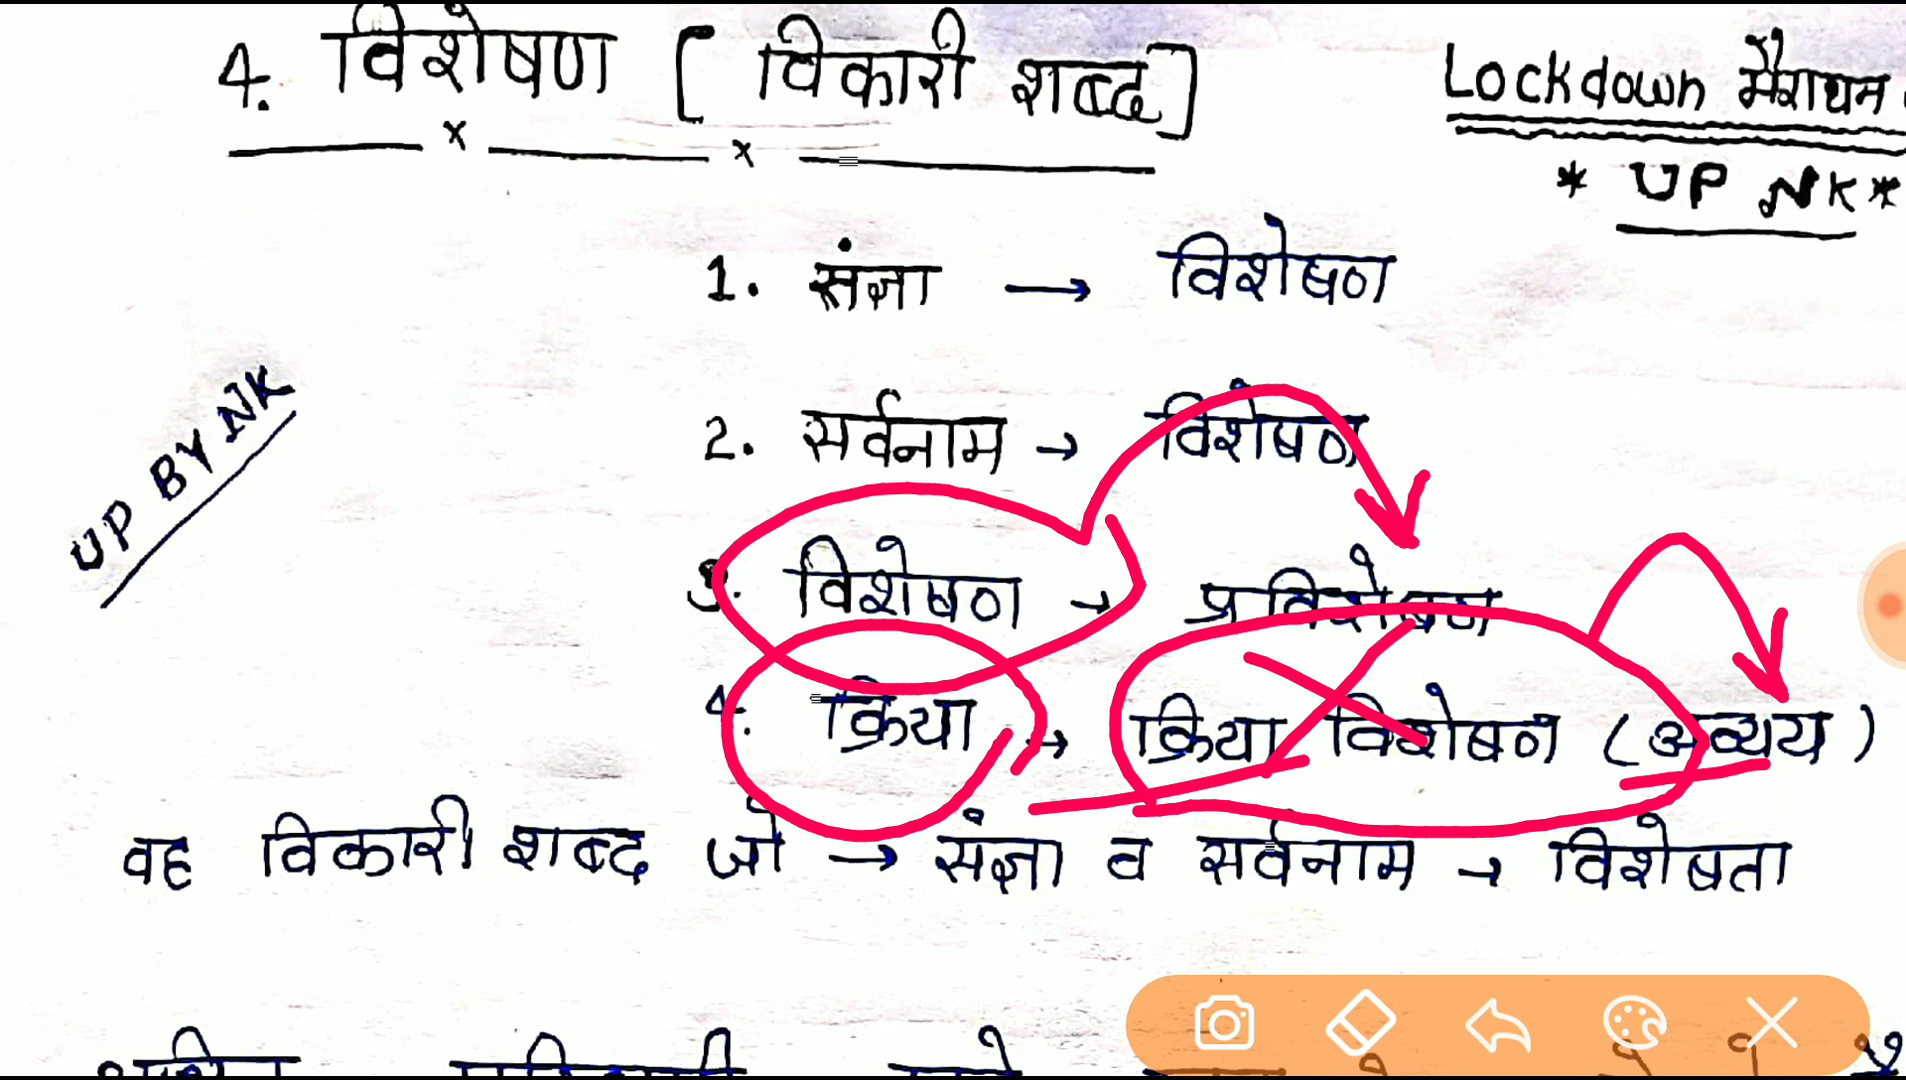 4. विशेषण [ विकारी शब्द ]
Lockdown मैराथन
* UP NK *
1. संज्ञा → विशेषण
2. सर्वनाम → विशेषण
UP BY NK
3. विशेषण → प्रविशेषण
4. क्रिया → क्रिया विशेषण (अव्यय)
वह विकारी शब्द जो → संज्ञा व सर्वनाम → विशेषता